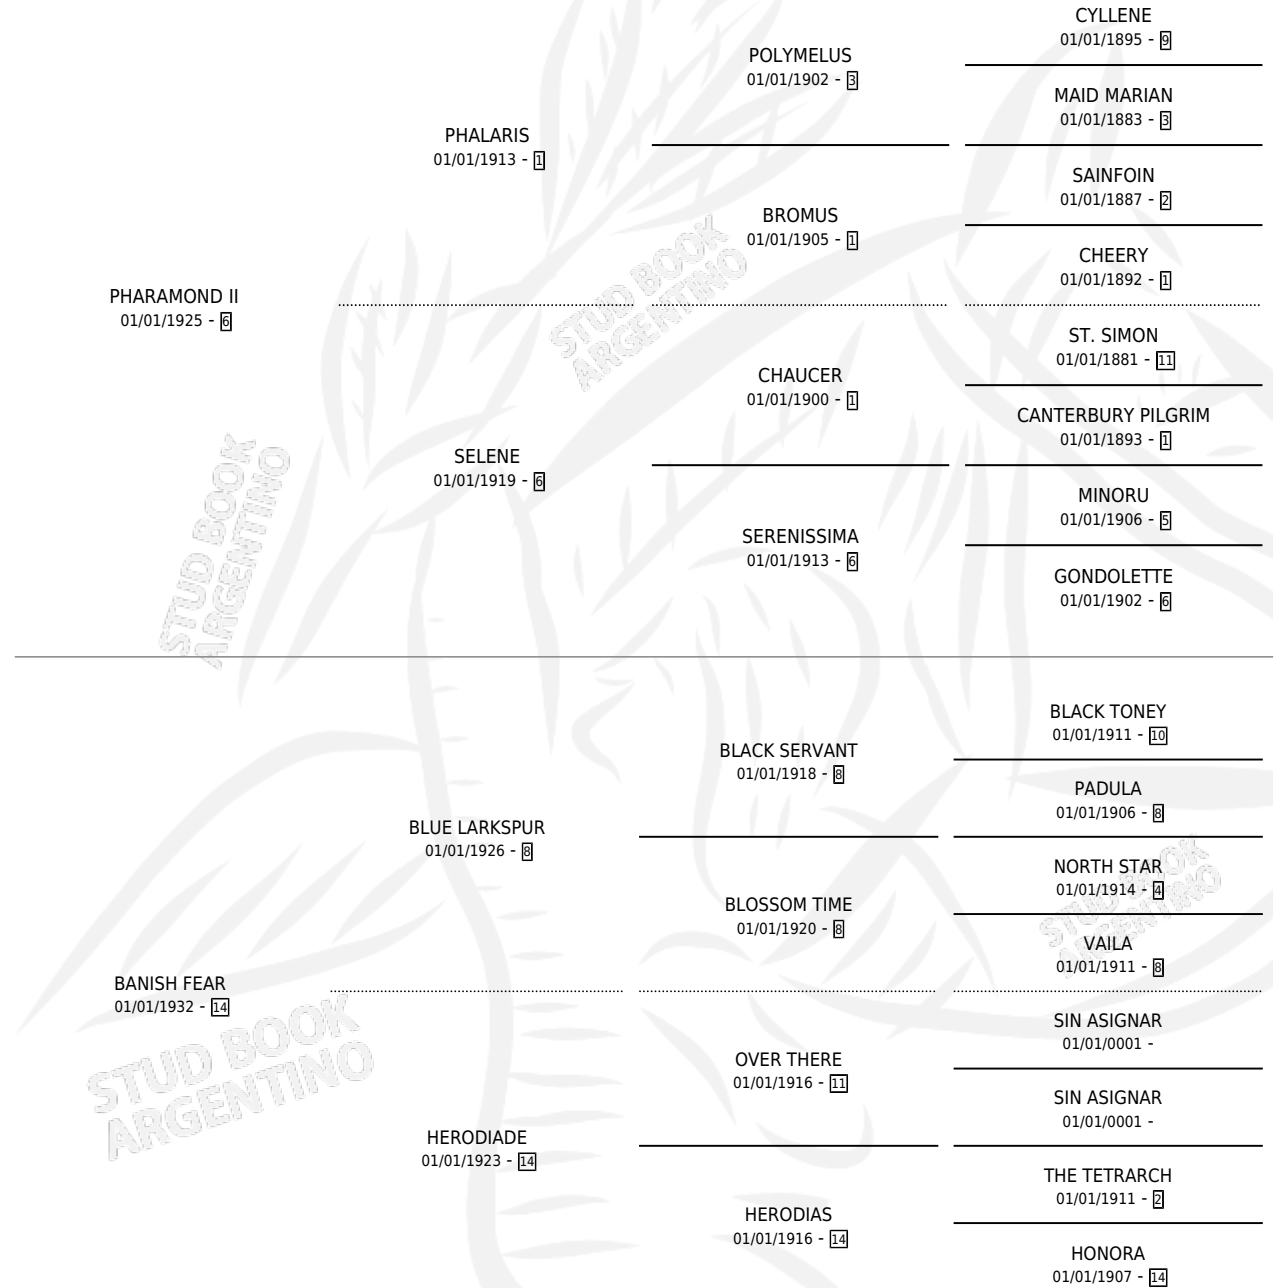 CYLLENE
01/01/1895 - 9
POLYMELUS
01/01/1902 - 3
MAID MARIAN
01/01/1883 - 3
PHALARIS
01/01/1913 - 1
SAINFOIN
01/01/1887 - 2
BROMUS
01/01/1905 - 1
CHEERY
01/01/1892 - 1
PHARAMOND II
01/01/1925 - 6
ST. SIMON
01/01/1881 - 11
CHAUCER
01/01/1900 - 1
CANTERBURY PILGRIM
01/01/1893 - 1
SELENE
01/01/1919 - 6
MINORU
01/01/1906 - 5
SERENISSIMA
01/01/1913 - 6
GONDOLETTE
01/01/1902 - 6
STUD BOOK
ARGENTINO
STUD BOOK
ARGENTINO
BLACK TONEY
01/01/1911 - 10
BLACK SERVANT
01/01/1918 - 8
PADULA
01/01/1906 - 8
BLUE LARKSPUR
01/01/1926 - 8
NORTH STAR
01/01/1914 - 4
BLOSSOM TIME
01/01/1920 - 8
VAILA
01/01/1911 - 8
STUD BOOK
ARGENTINO
BANISH FEAR
01/01/1932 - 14
SIN ASIGNAR
01/01/0001 -
OVER THERE
01/01/1916 - 11
SIN ASIGNAR
01/01/0001 -
HERODIADE
01/01/1923 - 14
THE TETRARCH
01/01/1911 - 2
HERODIAS
01/01/1916 - 14
HONORA
01/01/1907 - 14
STUD BOOK
ARGENTINO